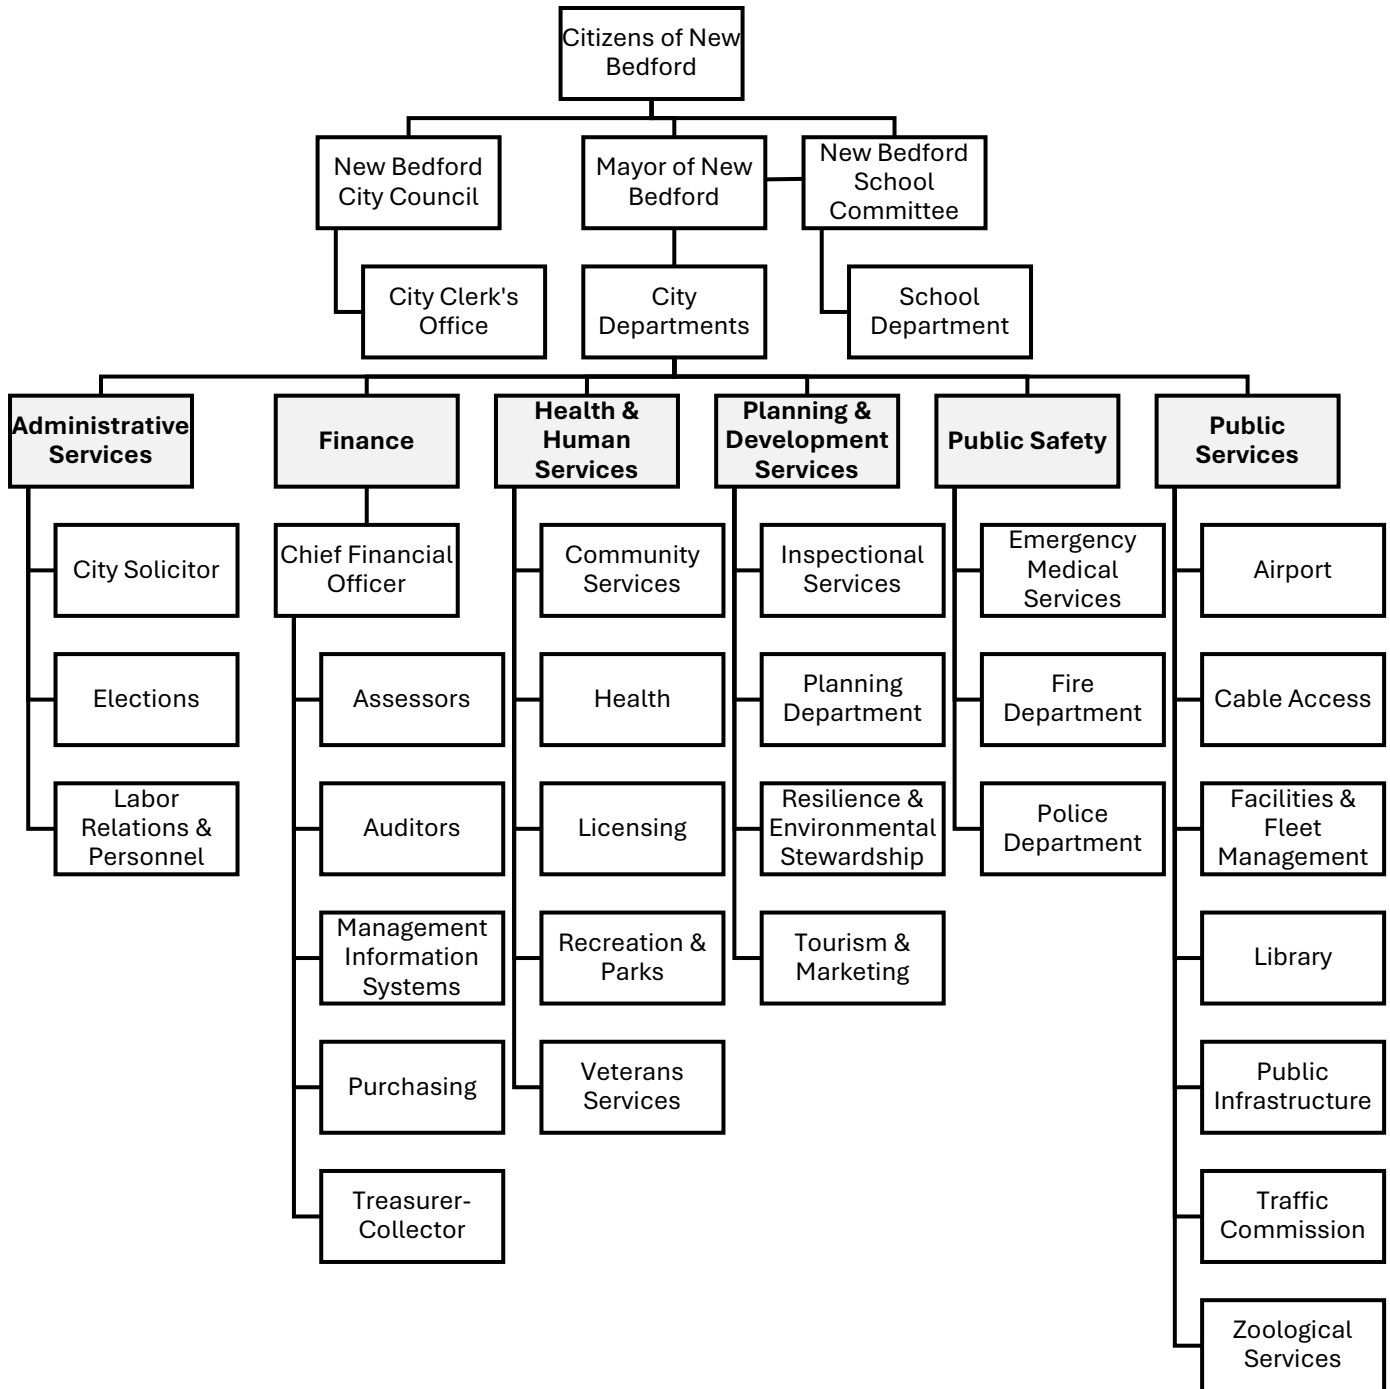 Citizens of New
Bedford
New Bedford
City Council
Mayor of New
Bedford
New Bedford
School
Committee
City Clerk's
Office
City
Departments
School
Department
Administrative
Services
Finance
Health &
Human
Services
Planning &
Development
Services
Public Safety
Public
Services
City Solicitor
Elections
Labor
Relations &
Personnel
Chief Financial
Officer
Assessors
Auditors
Management
Information
Systems
Purchasing
Treasurer-
Collector
Community
Services
Health
Licensing
Recreation &
Parks
Veterans
Services
Inspectional
Services
Planning
Department
Resilience &
Environmental
Stewardship
Tourism &
Marketing
Emergency
Medical
Services
Fire
Department
Police
Department
Airport
Cable Access
Facilities &
Fleet
Management
Library
Public
Infrastructure
Traffic
Commission
Zoological
Services